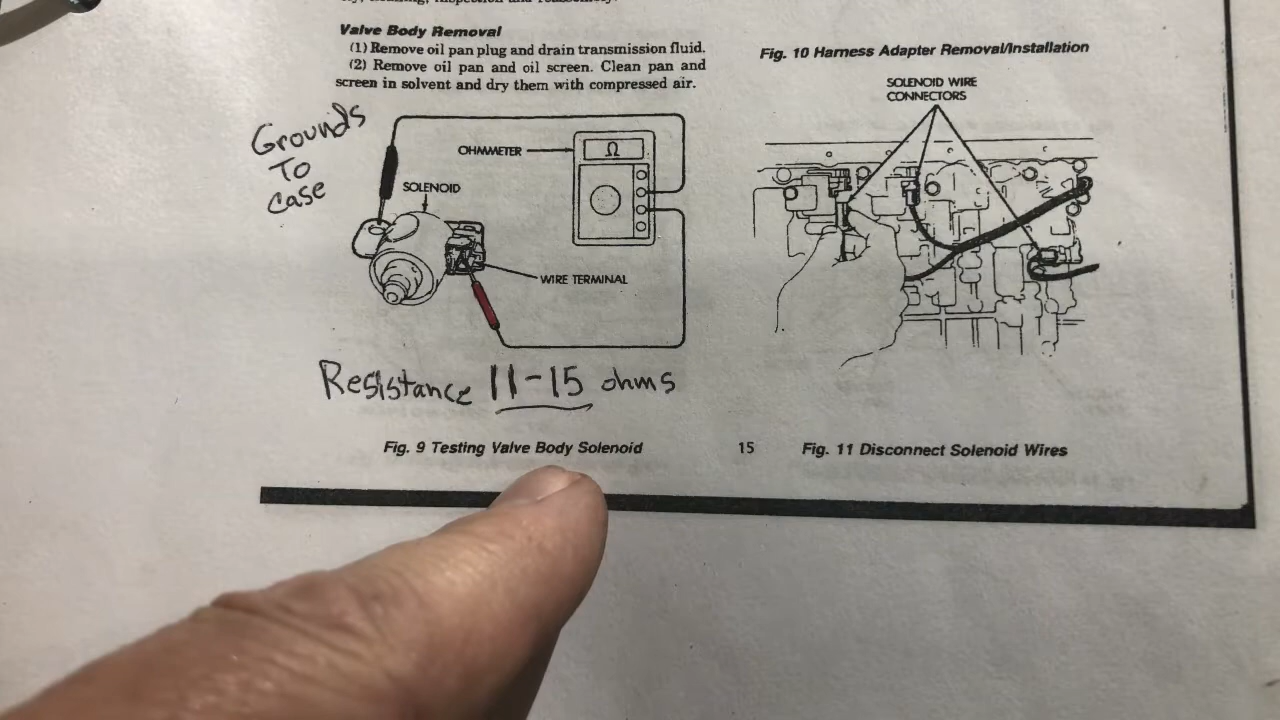 Valve Body Removal
(1) Remove oil pan plug and drain transmission fluid.
(2) Remove oil pan and oil screen. Clean pan and
screen in solvent and dry them with compressed air.
Grounds
To
case
OHMMETER
Ω
SOLENOID
WIRE TERMINAL
Resistance 11-15 ohms
Fig. 9 Testing Valve Body Solenoid
15
Fig. 10 Harness Adapter Removal/Installation
SOLENOID WIRE
CONNECTORS
Fig. 11 Disconnect Solenoid Wires